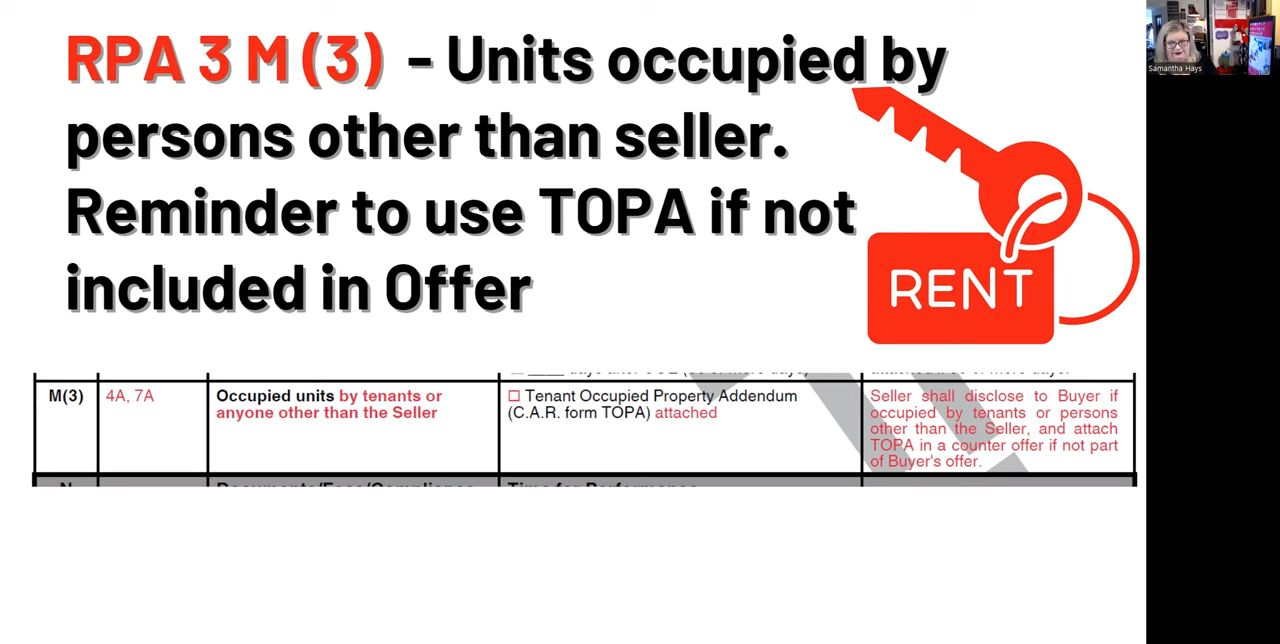 RPA 3 M (3) - Units occupied by
persons other than seller.
Reminder to use TOPA if not
included in Offer
RENT
Samantha Hays
M(3) 4A, 7A Occupied units by tenants or anyone other than the Seller
☐ Tenant Occupied Property Addendum
(C.A.R. form TOPA) attached
Seller shall disclose to Buyer if
occupied by tenants or persons
other than the Seller, and attach
TOPA in a counter offer if not part
of Buyer's offer.